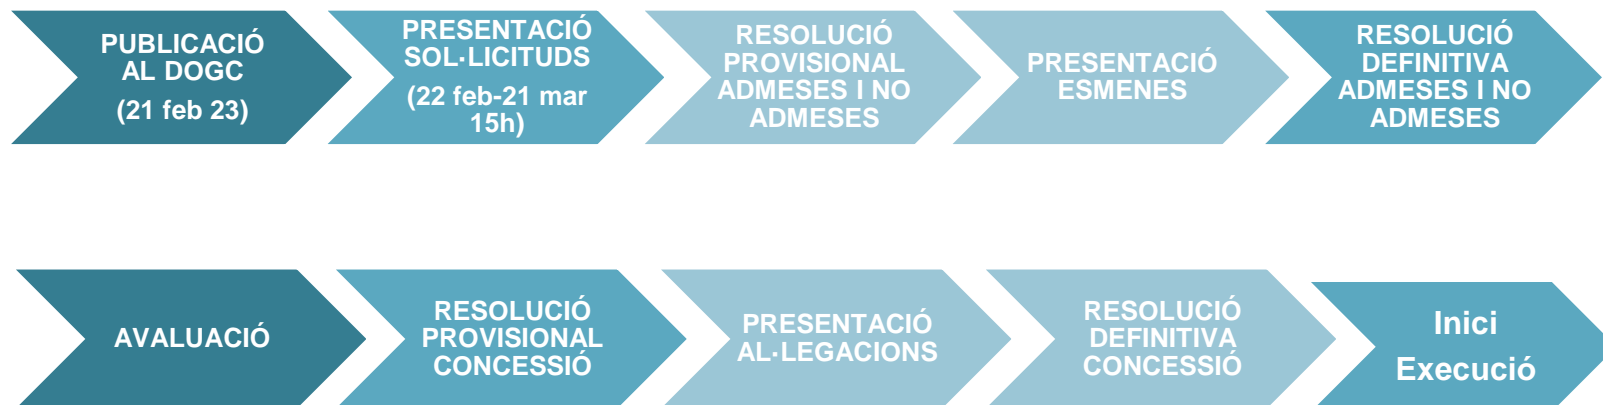 PUBLICACIÓ
AL DOGC
(21 feb 23)
PRESENTACIÓ
SOL·LICITUDS
(22 feb-21 mar
15h)
RESOLUCIÓ
PROVISIONAL
ADMESES I NO
ADMESES
PRESENTACIÓ
ESMENES
RESOLUCIÓ
DEFINITIVA
ADMESES I NO
ADMESES
AVALUACIÓ
RESOLUCIÓ
PROVISIONAL
CONCESSIÓ
PRESENTACIÓ
AL·LEGACIONS
RESOLUCIÓ
DEFINITIVA
CONCESSIÓ
Inici
Execució